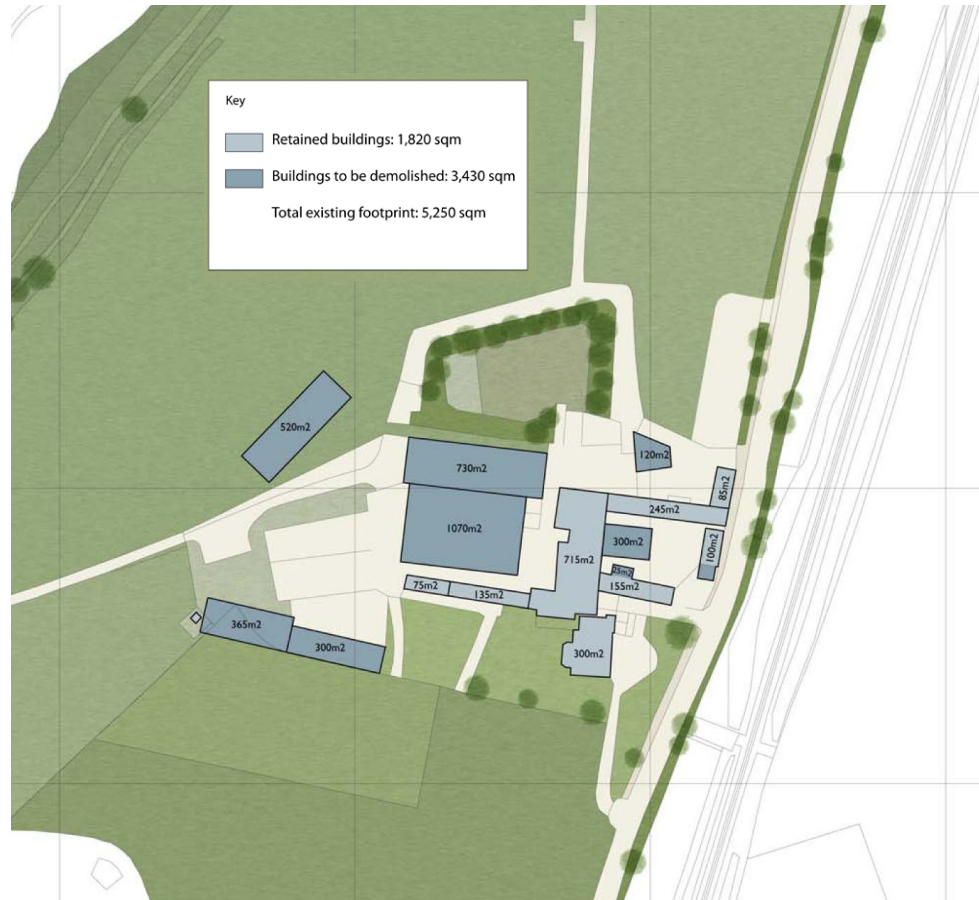 Key
Retained buildings: 1,820 sqm
Buildings to be demolished: 3,430 sqm
Total existing footprint: 5,250 sqm
520m2
730m2
120m2
85m2
245m2
1070m2
300m2
100m2
715m2
25m2
75m2
135m2
155m2
365m2
300m2
300m2